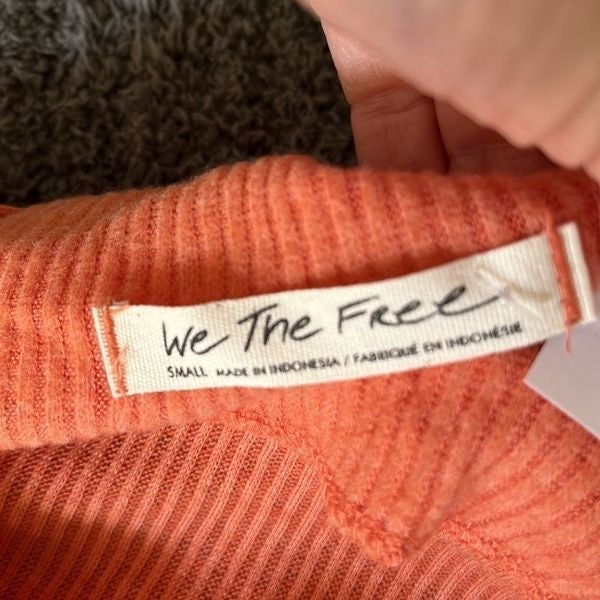 We The Free
SMALL MADE IN INDONESIA / FABRIQUÉ EN INDONÉSIE